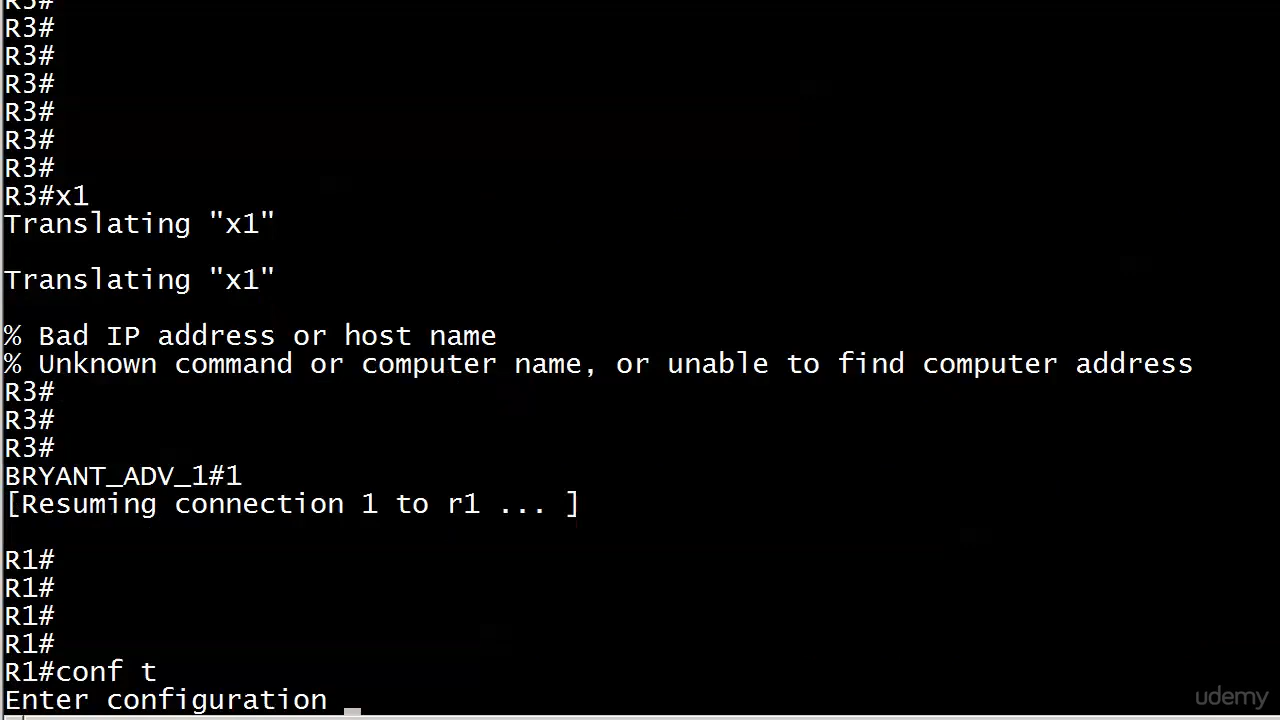 R3#
R3#
R3#
R3#
R3#
R3#
R3#
R3#x1
Translating "x1"
Translating "x1"
% Bad IP address or host name
% Unknown command or computer name, or unable to find computer address
R3#
R3#
R3#
BRYANT_ADV_1#1
[Resuming connection 1 to r1 ... ]
R1#
R1#
R1#
R1#
R1#conf t
Enter configuration
udemy